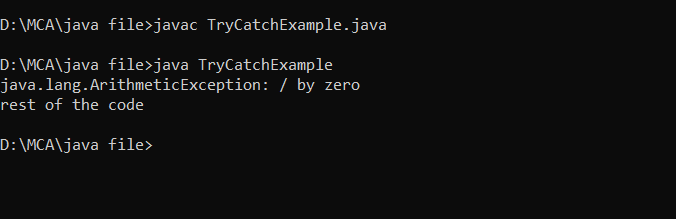 D:\MCA\java file>javac TryCatchExample.java
D:\MCA\java file>java TryCatchExample
java.lang.ArithmeticException: / by zero
rest of the code
D:\MCA\java file>